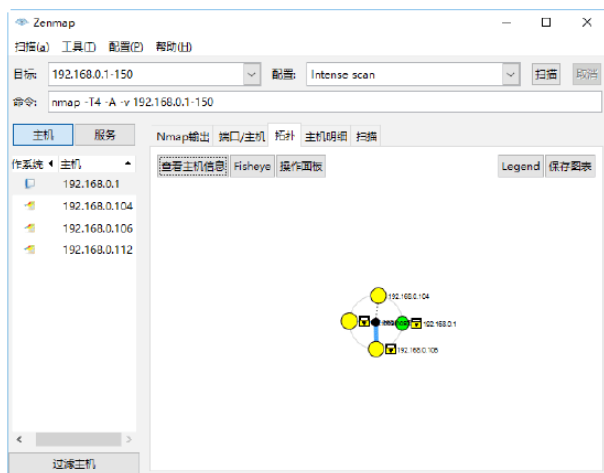 Zenmap
扫描(a) 工具(T) 配置(P) 帮助(H)
目标: 192.168.0.1-150 配置: Intense scan 扫描 取消
命令: nmap -T4 -A -v 192.168.0.1-150
主机 服务 Nmap输出 端口/主机 拓扑 主机明细 扫描
作系统 主机
查看主机信息 Fisheye 操作面板 Legend 保存图表
192.168.0.1
192.168.0.104
192.168.0.106
192.168.0.112
192.168.0.104
192.168.0.1
192.168.0.106
过滤主机